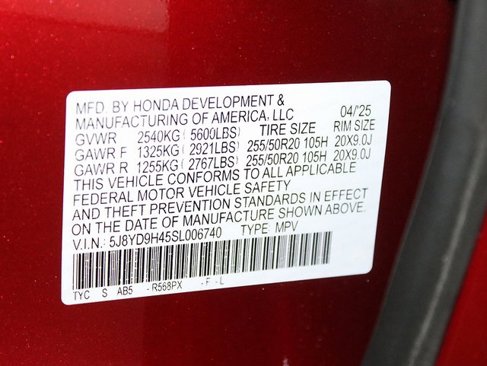 MFD. BY HONDA DEVELOPMENT &
MANUFACTURING OF AMERICA, LLC 04/25
GVWR 2540KG(5600LBS) TIRE SIZE RIM SIZE
GAWR F 1325KG(2921LBS) 255/50R20 105H 20X9.0J
GAWR R 1255KG(2767LBS) 255/50R20 105H 20X9.0J
THIS VEHICLE CONFORMS TO ALL APPLICABLE
FEDERAL MOTOR VEHICLE SAFETY
AND THEFT PREVENTION STANDARDS IN EFFECT
ON THE DATE OF MANUFACTURE SHOWN ABOVE.
V.I.N.: 5J8YD9H45SL006740 TYPE: MPV
TYC S AB5 - R568PX - F - L